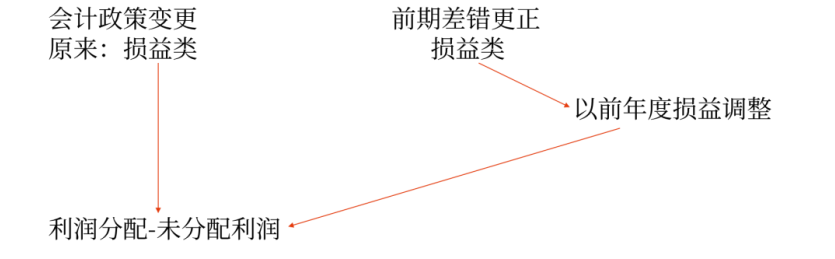 会计政策变更
原来：损益类
前期差错更正
损益类
以前年度损益调整
利润分配-未分配利润